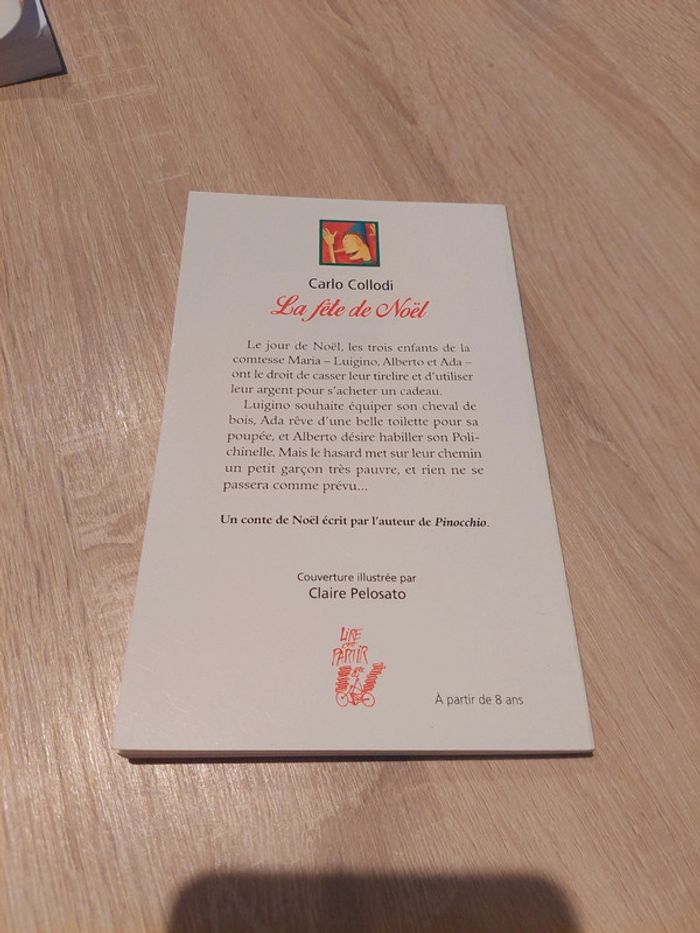 Carlo Collodi
La fête de Noël
Le jour de Noël, les trois enfants de la
comtesse Maria – Luigino, Alberto et Ada –
ont le droit de casser leur tirelire et d'utiliser
leur argent pour s'acheter un cadeau.
Luigino souhaite équiper son cheval de
bois, Ada rêve d'une belle toilette pour sa
poupée, et Alberto désire habiller son Poli-
chinelle. Mais le hasard met sur leur chemin
un petit garçon très pauvre, et rien ne se
passera comme prévu...
Un conte de Noël écrit par l'auteur de Pinocchio.
Couverture illustrée par
Claire Pelosato
LIRE
C'EST
PARTIR
À partir de 8 ans